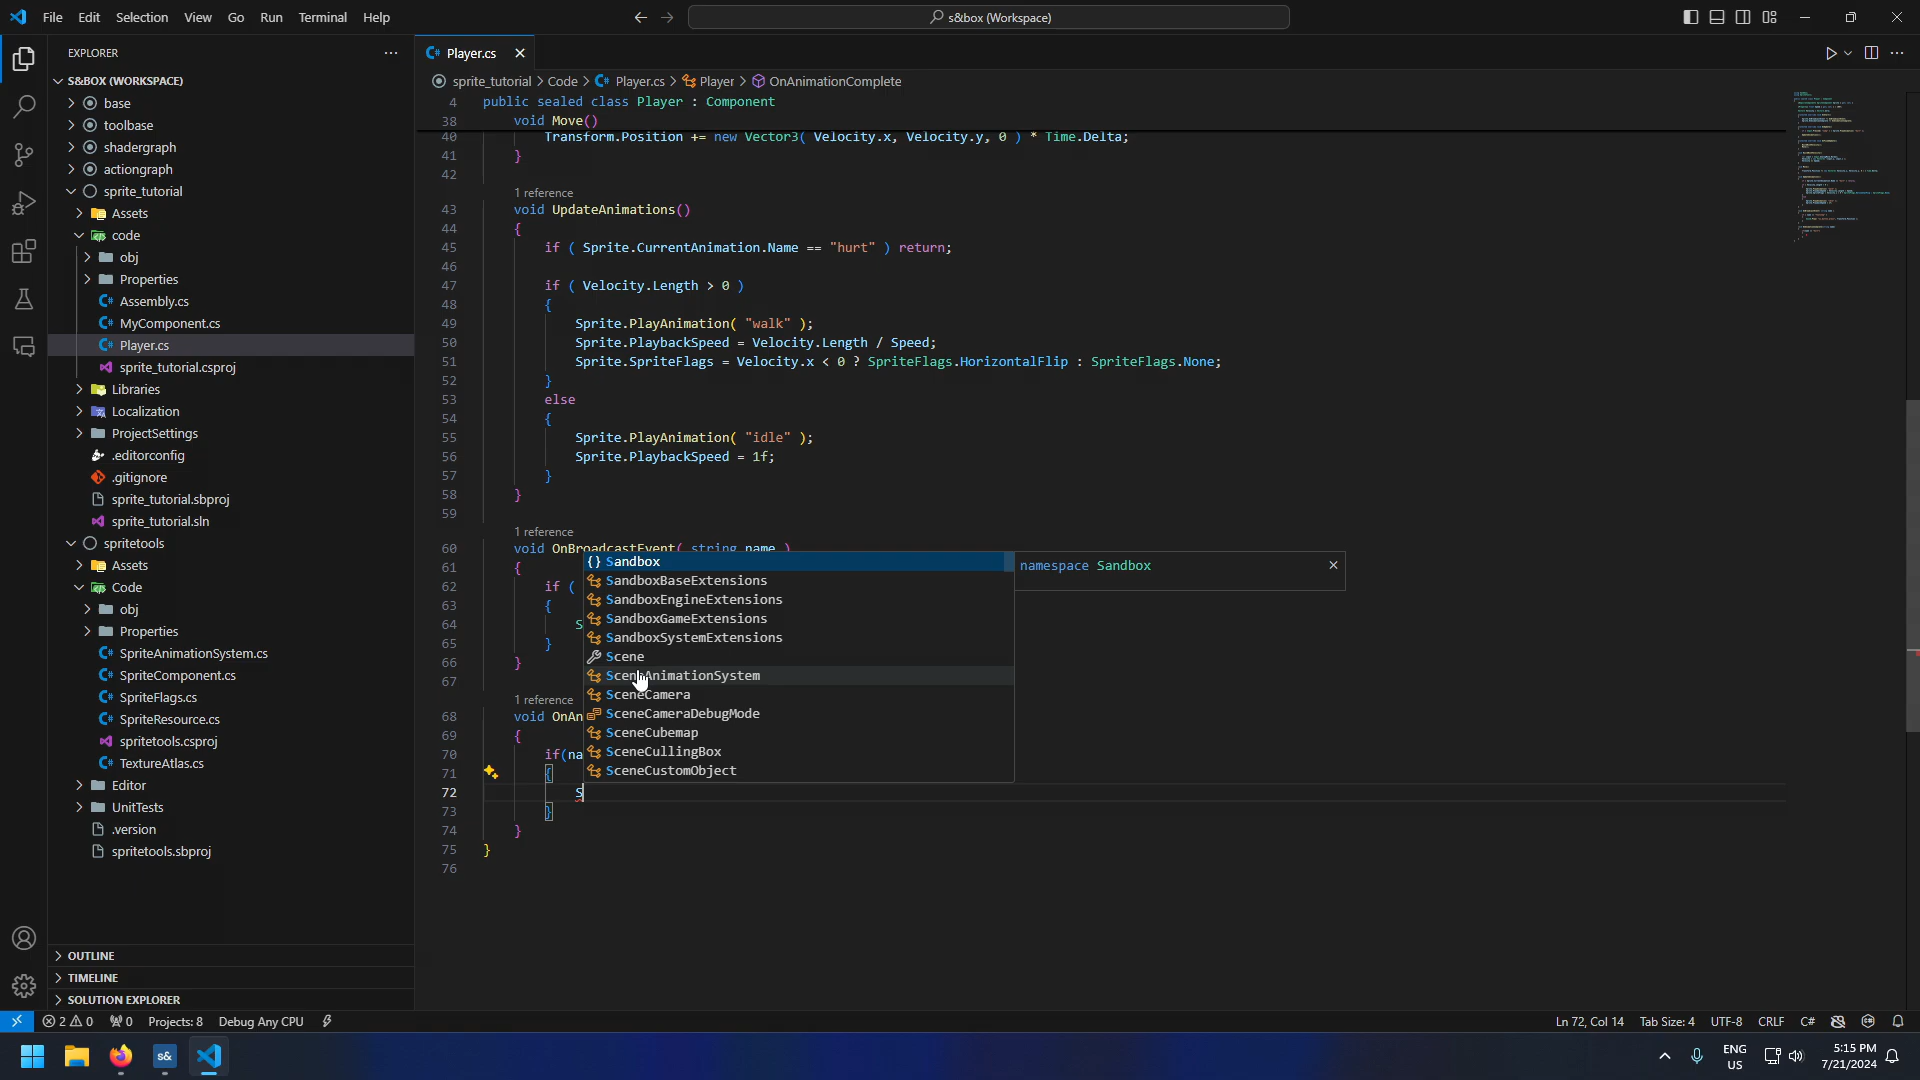 File Edit Selection View Go Run Terminal Help
s&box (Workspace)
EXPLORER
S&BOX (WORKSPACE)
base
toolbase
shadergraph
actiongraph
sprite_tutorial
Assets
code
obj
Properties
Assembly.cs
MyComponent.cs
Player.cs
sprite_tutorial.csproj
Libraries
Localization
ProjectSettings
.editorconfig
.gitignore
sprite_tutorial.sbproj
sprite_tutorial.sln
spritetools
Assets
Code
obj
Properties
SpriteAnimationSystem.cs
SpriteComponent.cs
SpriteFlags.cs
SpriteResource.cs
spritetools.csproj
TextureAtlas.cs
Editor
UnitTests
.version
spritetools.sbproj
OUTLINE
TIMELINE
SOLUTION EXPLORER
Player.cs
sprite_tutorial > Code > Player.cs > Player > OnAnimationComplete
4 public sealed class Player : Component
38 void Move()
40 Transform.Position += new Vector3( Velocity.x, Velocity.y, 0 ) * Time.Delta;
41 }
42
1 reference
43 void UpdateAnimations()
44 {
45 if ( Sprite.CurrentAnimation.Name == "hurt" ) return;
46
47 if ( Velocity.Length > 0 )
48 {
49 Sprite.PlayAnimation( "walk" );
50 Sprite.PlaybackSpeed = Velocity.Length / Speed;
51 Sprite.SpriteFlags = Velocity.x < 0 ? SpriteFlags.HorizontalFlip : SpriteFlags.None;
52 }
53 else
54 {
55 Sprite.PlayAnimation( "idle" );
56 Sprite.PlaybackSpeed = 1f;
57 }
58 }
59
1 reference
60 void OnBroadcastEvent( string name )
61 {
62 if (
63 {
64 S
65 }
66 }
67
1 reference
68 void OnAn
69 {
70 if(na
71 {
72 S
73 }
74 }
75 }
76
{} Sandbox
SandboxBaseExtensions
SandboxEngineExtensions
SandboxGameExtensions
SandboxSystemExtensions
Scene
SceneAnimationSystem
SceneCamera
SceneCameraDebugMode
SceneCubemap
SceneCullingBox
SceneCustomObject
namespace Sandbox
2 0 0 Projects: 8 Debug Any CPU
Ln 72, Col 14 Tab Size: 4 UTF-8 CRLF C#
s&
ENG
US
5:15 PM
7/21/2024